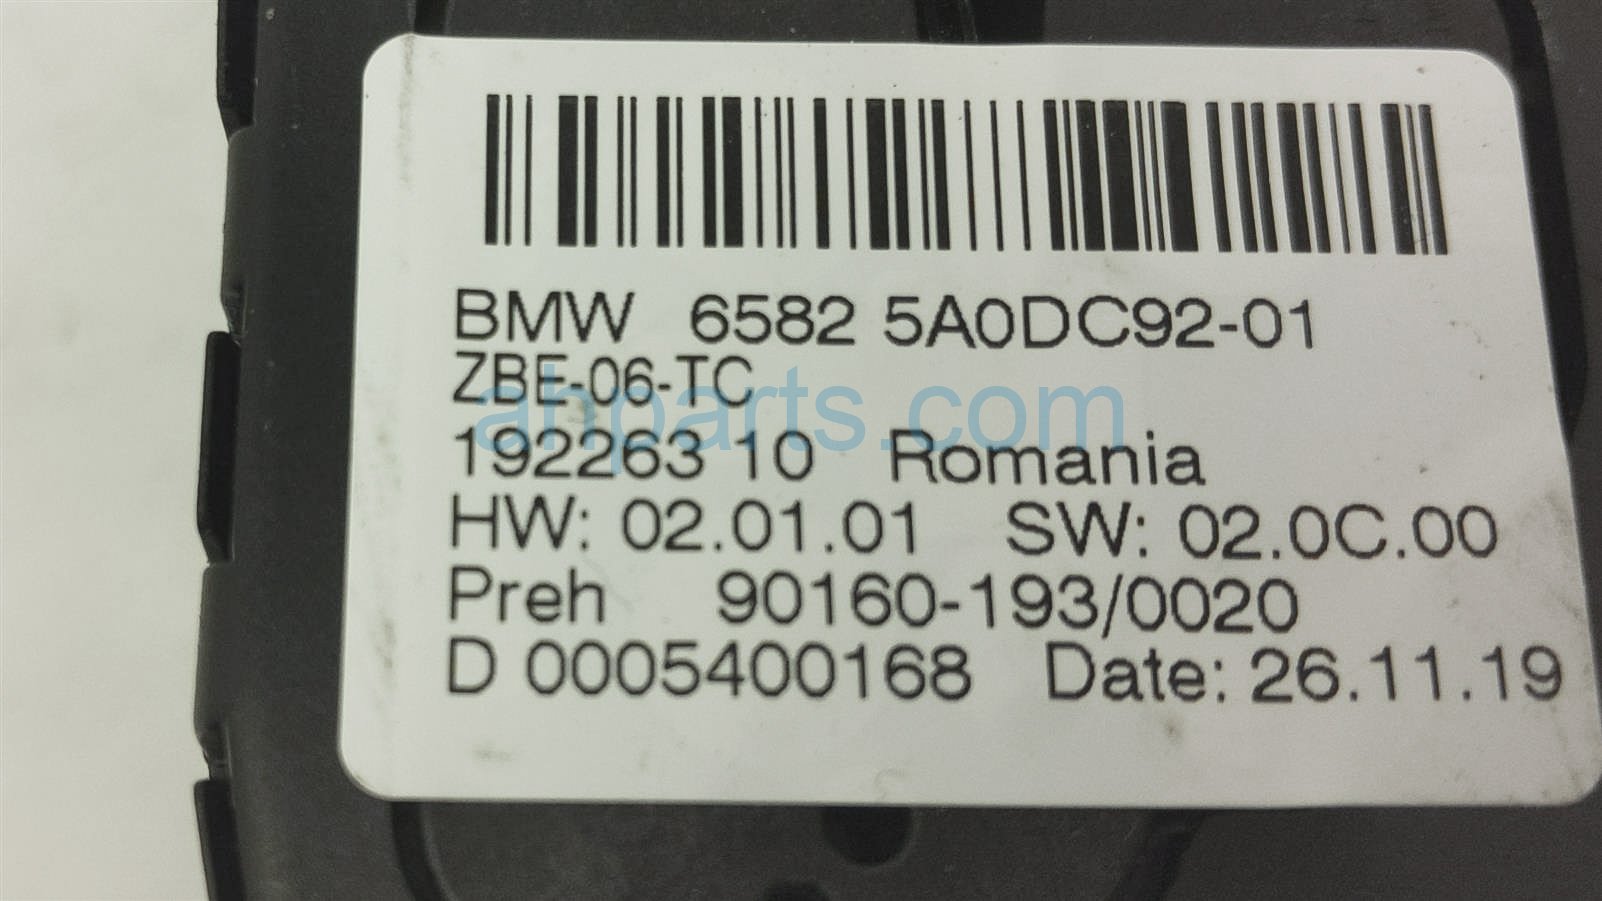 BMW 6582 5A0DC92-01
ZBE-06-TC
ahparts.com
192263 10 Romania
HW: 02.01.01 SW: 02.0C.00
Preh 90160-193/0020
D 0005400168 Date: 26.11.19